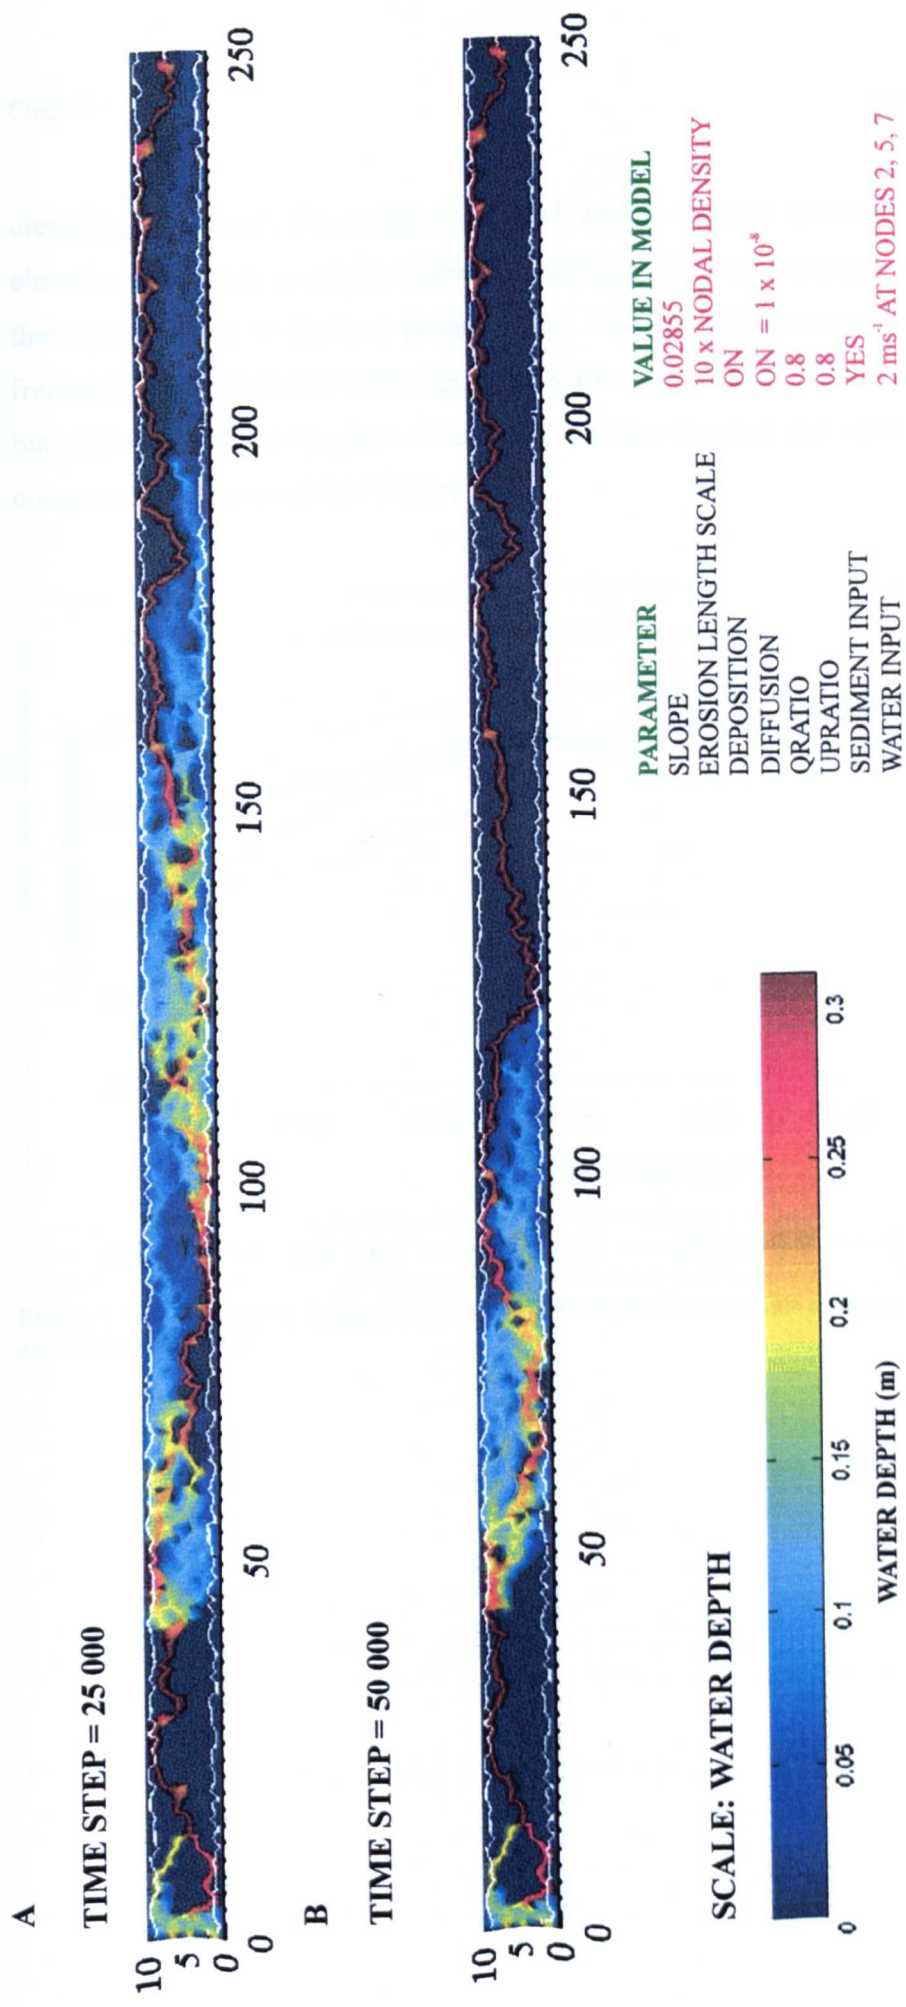 A
TIME STEP = 25 000
10
5
0
0
50
100
150
200
250
B
TIME STEP = 50 000
10
5
0
0
50
100
150
200
250
SCALE: WATER DEPTH
0
0.05
0.1
0.15
0.2
0.25
0.3
WATER DEPTH (m)
PARAMETER VALUE IN MODEL
SLOPE 0.02855
EROSION LENGTH SCALE 10 x NODAL DENSITY
DEPOSITION ON
DIFFUSION ON = 1 x 10⁻⁸
QRATIO 0.8
UPRATIO 0.8
SEDIMENT INPUT YES
WATER INPUT 2 ms⁻¹ AT NODES 2, 5, 7